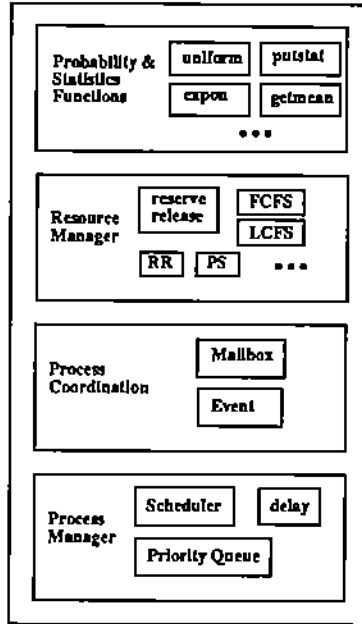 Probability &
Statistics
Functions
uniform
putstat
expon
getmean
•••
Resource
Manager
reserve
release
FCFS
LCFS
RR
PS
•••
Process
Coordination
Mailbox
Event
Process
Manager
Scheduler
delay
Priority Queue